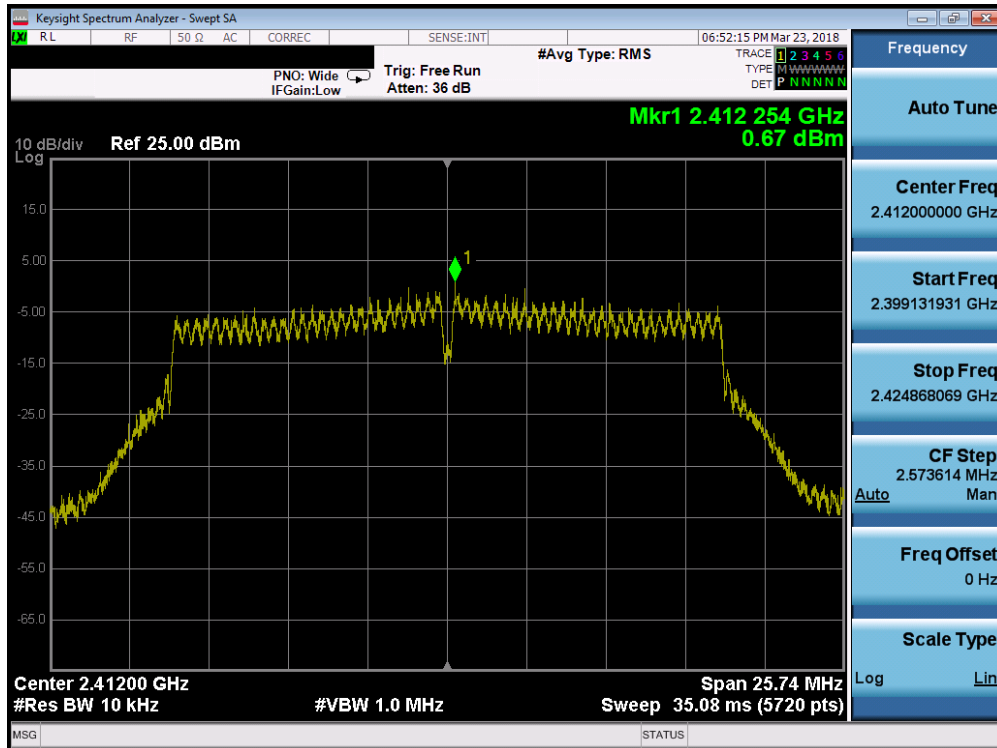 Keysight Spectrum Analyzer - Swept SA
LXI RL RF 50 Ω AC CORREC SENSE:INT 06:52:15 PM Mar 23, 2018
PNO: Wide
IFGain:Low
Trig: Free Run
Atten: 36 dB
#Avg Type: RMS
TRACE 1 2 3 4 5 6
TYPE M WWWWW
DET P N N N N N
Mkr1 2.412 254 GHz
0.67 dBm
10 dB/div Ref 25.00 dBm
Log
15.0
5.00
-5.00
-15.0
-25.0
-35.0
-45.0
-55.0
-65.0
1
Center 2.41200 GHz
Span 25.74 MHz
#Res BW 10 kHz
#VBW 1.0 MHz
Sweep 35.08 ms (5720 pts)
MSG
STATUS
Frequency
Auto Tune
Center Freq
2.412000000 GHz
Start Freq
2.399131931 GHz
Stop Freq
2.424868069 GHz
CF Step
2.573614 MHz
Auto Man
Freq Offset
0 Hz
Scale Type
Log Lin